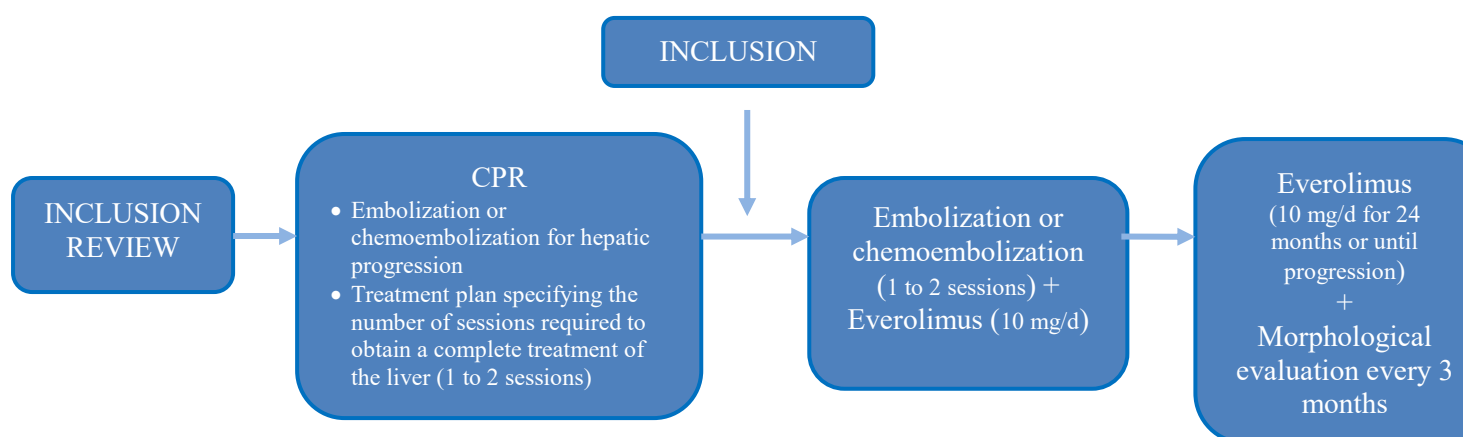 INCLUSION
INCLUSION
REVIEW
CPR
• Embolization or
chemoembolization for hepatic
progression
• Treatment plan specifying the
number of sessions required to
obtain a complete treatment of
the liver (1 to 2 sessions)
Embolization or
chemoembolization
(1 to 2 sessions) +
Everolimus (10 mg/d)
Everolimus
(10 mg/d for 24
months or until
progression)
+
Morphological
evaluation every 3
months